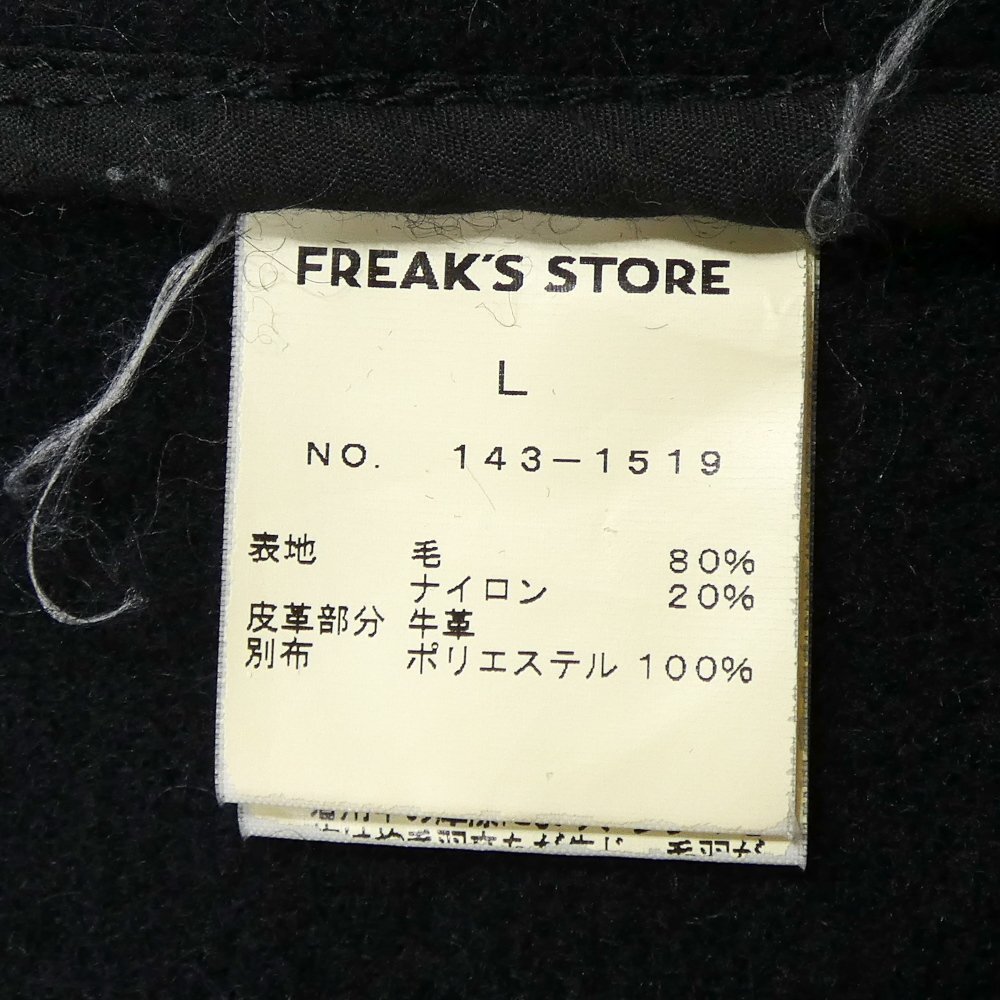 FREAK'S STORE
L
NO. 143-1519
表地 毛 80%
ナイロン 20%
皮革部分 牛革
別布 ポリエステル 100%